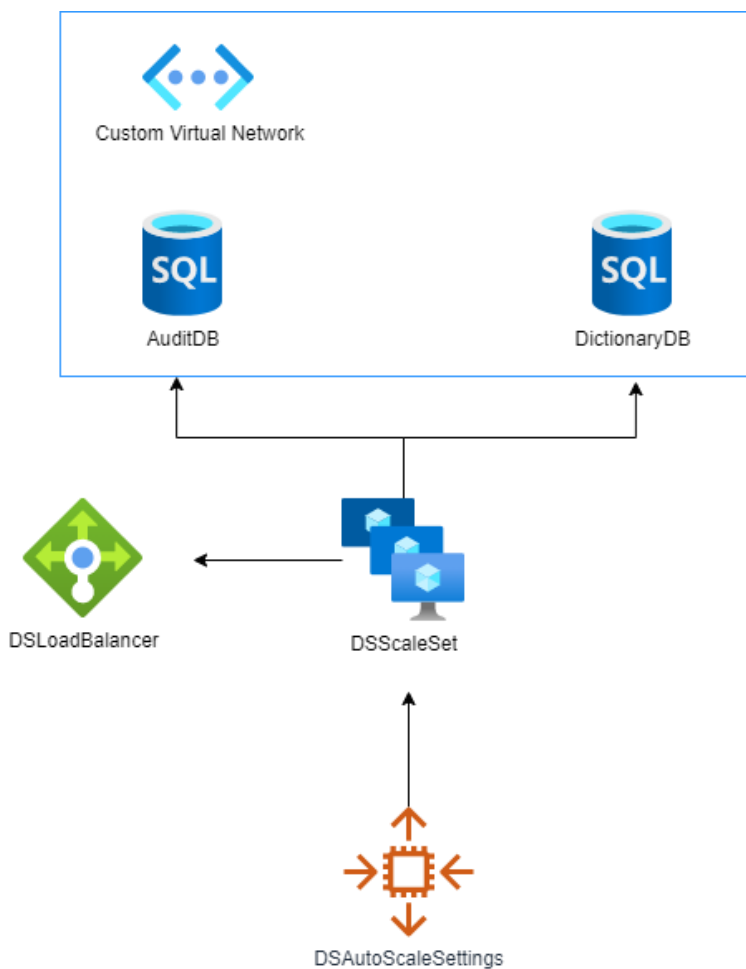 Custom Virtual Network
SQL
SQL
AuditDB
DictionaryDB
DSLoadBalancer
DSScaleSet
DSAutoScaleSettings